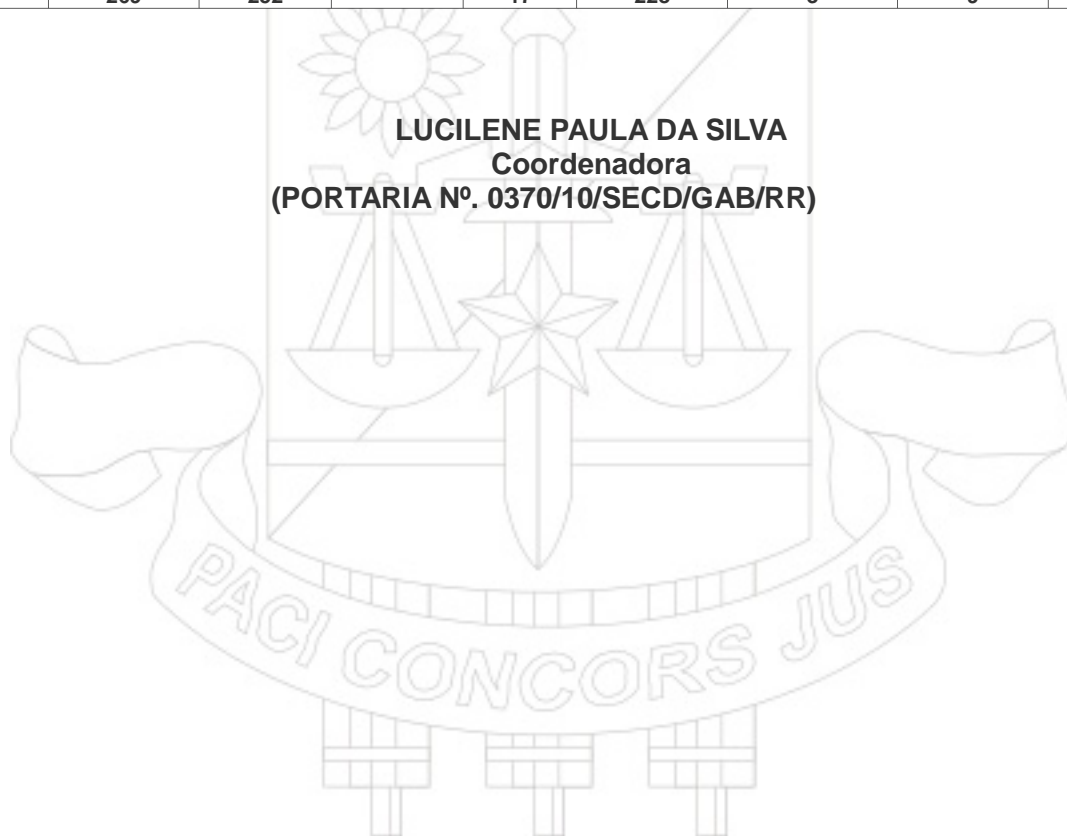 LUCILENE PAULA DA SILVA
Coordenadora
(PORTARIA Nº. 0370/10/SECD/GAB/RR)
PACI CONCORS JUS